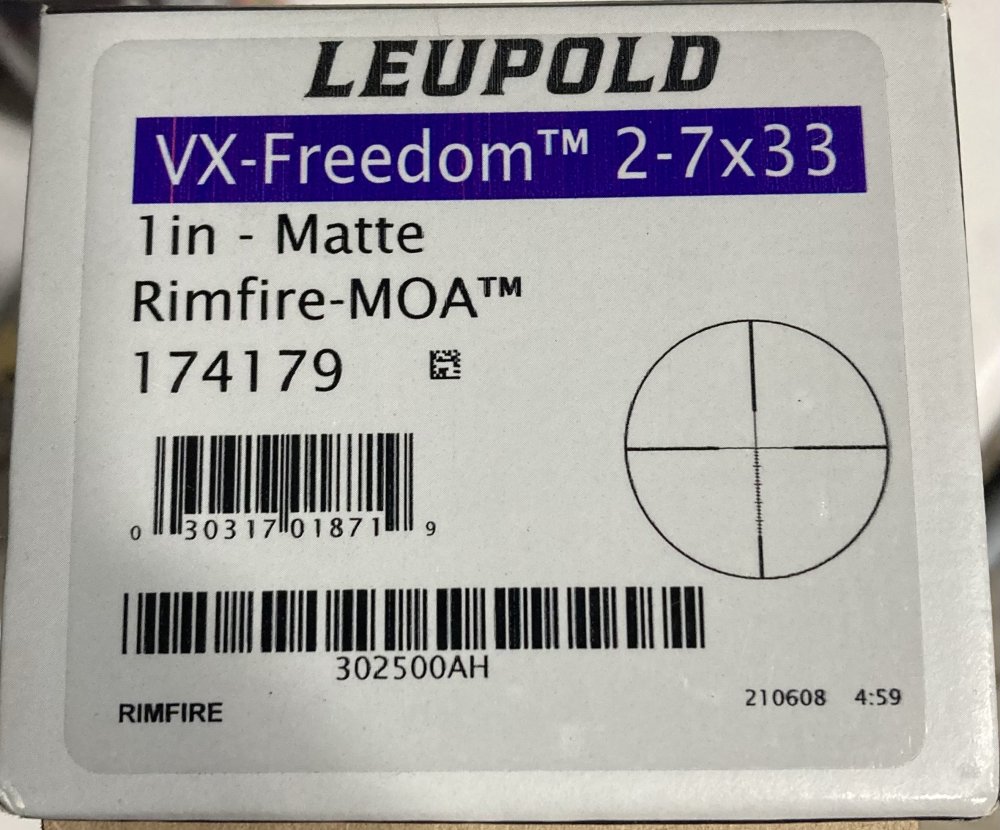 LEUPOLD
VX-Freedom™ 2-7x33
1in - Matte
Rimfire-MOA™
174179
0 30317 01871 9
302500AH
210608 4:59
RIMFIRE